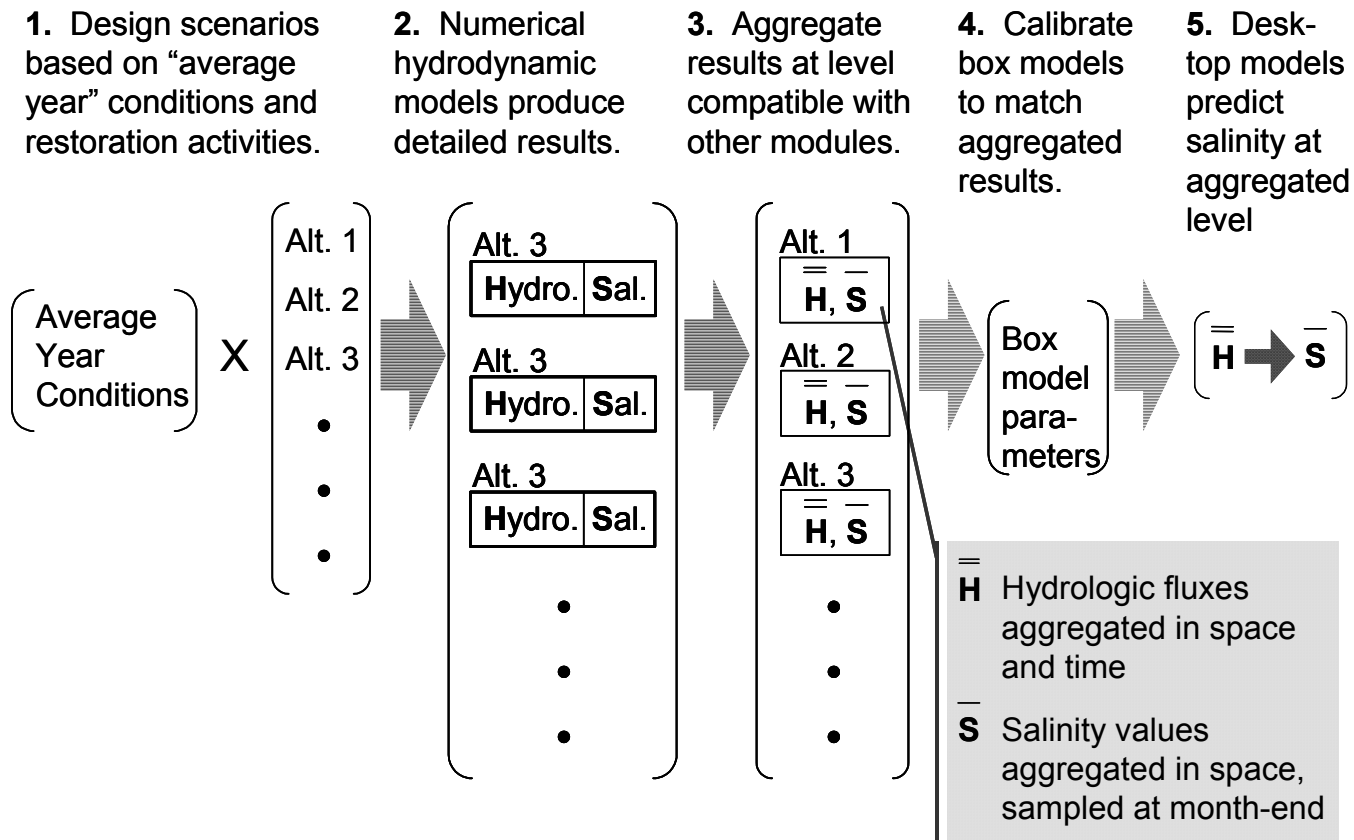 1. Design scenarios
based on “average
year” conditions and
restoration activities.
2. Numerical
hydrodynamic
models produce
detailed results.
3. Aggregate
results at level
compatible with
other modules.
4. Calibrate
box models
to match
aggregated
results.
5. Desk-
top models
predict
salinity at
aggregated
level
Average
Year
Conditions
X
Alt. 1
Alt. 2
Alt. 3
•
•
•
Alt. 3
Hydro. Sal.
Alt. 3
Hydro. Sal.
Alt. 3
Hydro. Sal.
•
•
•
Alt. 1
H̿, S̅
Alt. 2
H̿, S̅
Alt. 3
H̿, S̅
•
•
•
Box
model
para-
meters
H̿ S̅
H̿ Hydrologic fluxes
aggregated in space
and time
S̅ Salinity values
aggregated in space,
sampled at month-end